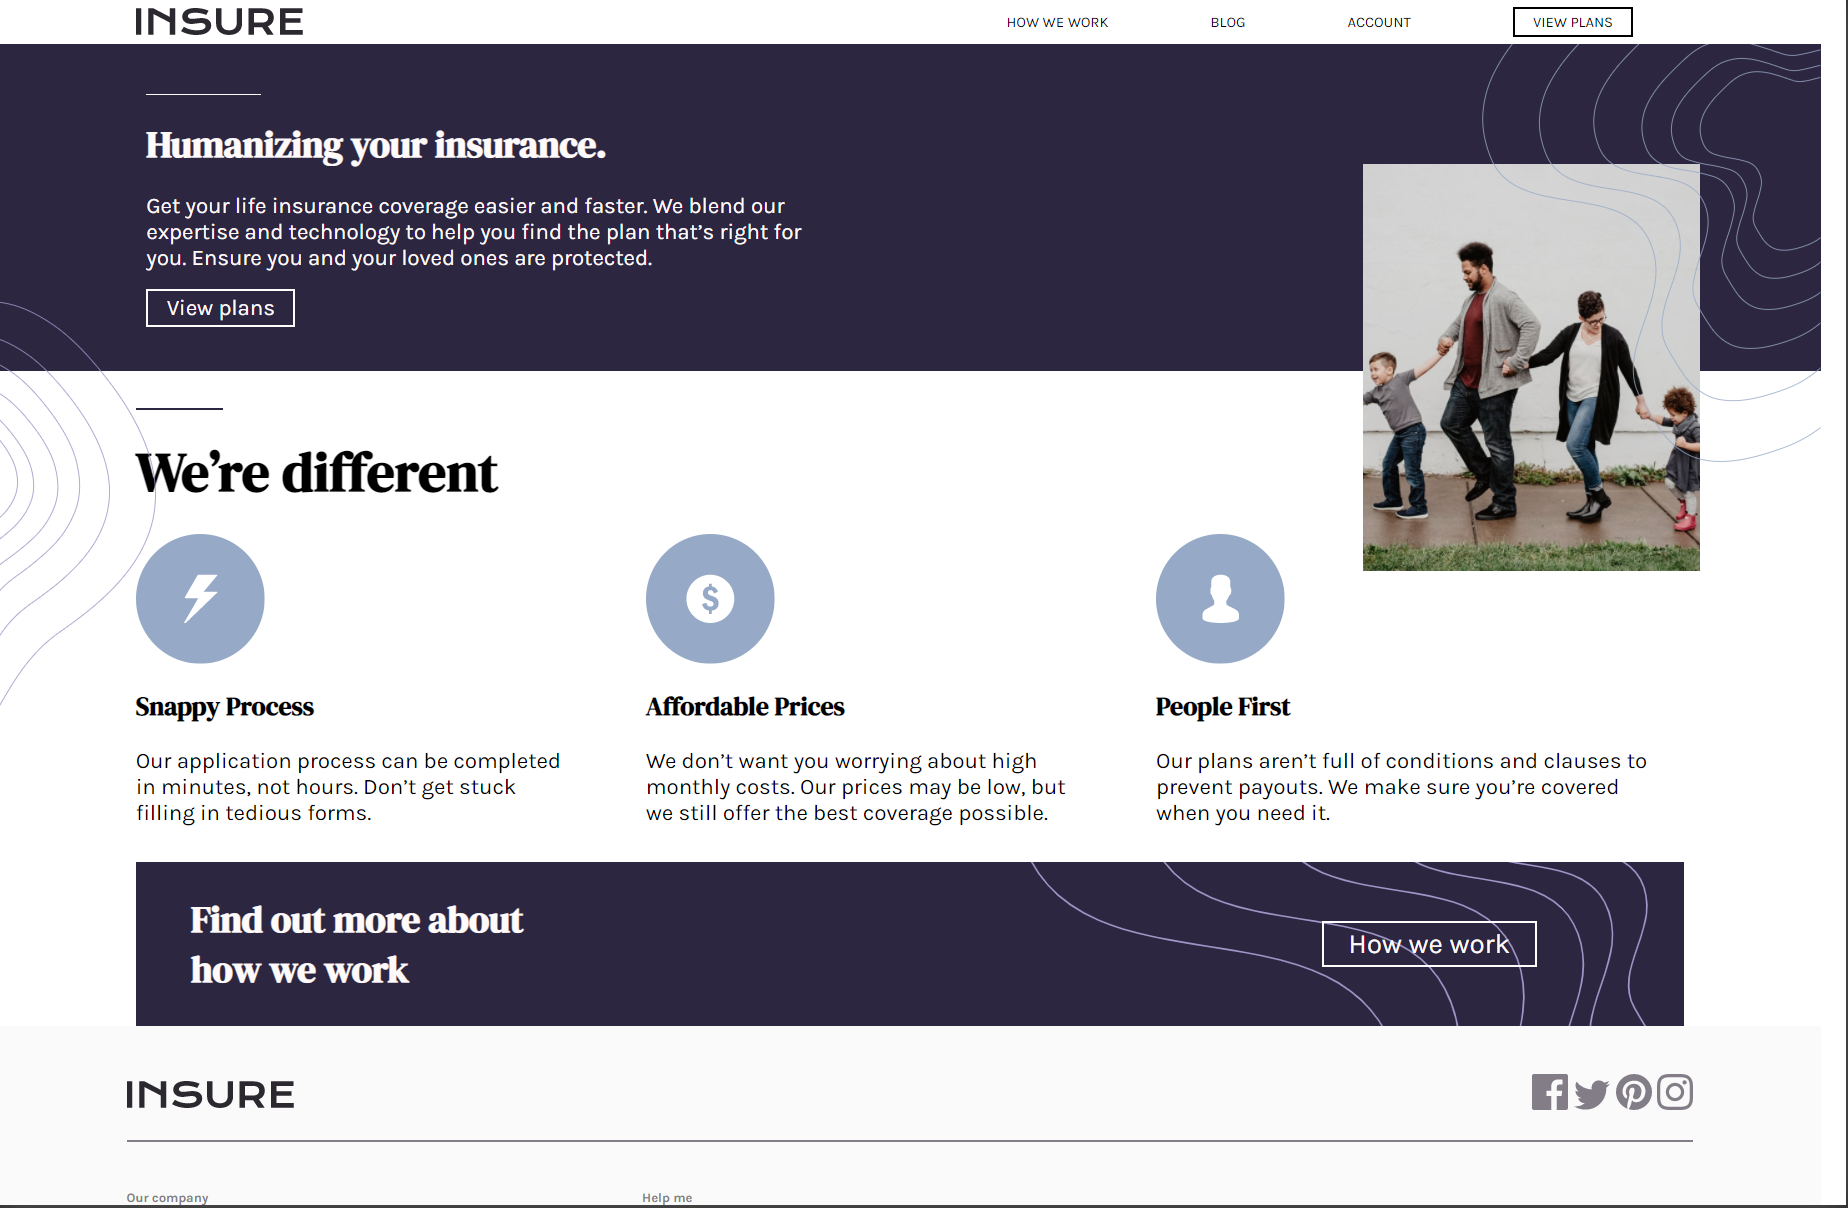 INSURE
HOW WE WORK
BLOG
ACCOUNT
VIEW PLANS
Humanizing your insurance.
Get your life insurance coverage easier and faster. We blend our
expertise and technology to help you find the plan that’s right for
you. Ensure you and your loved ones are protected.
View plans
We’re different
Snappy Process
Our application process can be completed
in minutes, not hours. Don’t get stuck
filling in tedious forms.
Affordable Prices
We don’t want you worrying about high
monthly costs. Our prices may be low, but
we still offer the best coverage possible.
People First
Our plans aren’t full of conditions and clauses to
prevent payouts. We make sure you’re covered
when you need it.
Find out more about
how we work
How we work
INSURE
Our company
Help me